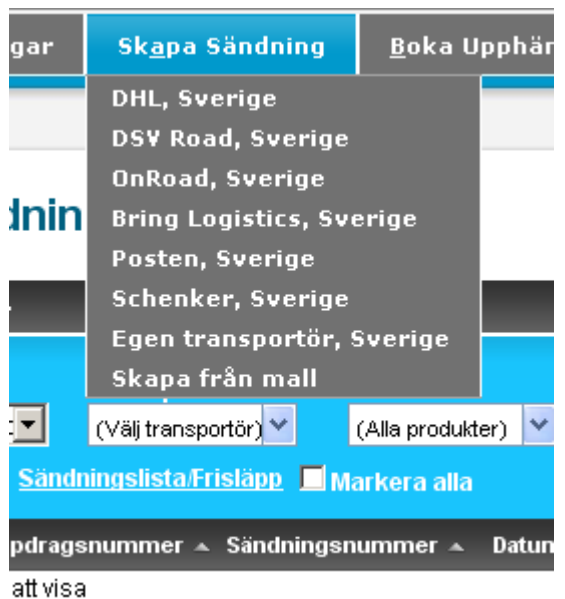 gar Skapa Sändning Boka Upphän
DHL, Sverige
DSV Road, Sverige
OnRoad, Sverige
dnin
Bring Logistics, Sverige
Posten, Sverige
Schenker, Sverige
Egen transportör, Sverige
Skapa från mall
(Välj transportör) (Alla produkter)
Sändningslista/Frisläpp Markera alla
pdragsnummer Sändningsnummer Datun
att visa